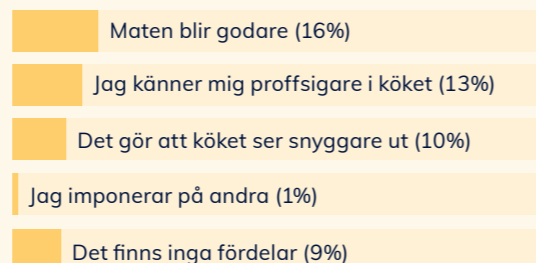 Maten blir godare (16%)
Jag känner mig proffsigare i köket (13%)
Det gör att köket ser snyggare ut (10%)
Jag imponerar på andra (1%)
Det finns inga fördelar (9%)